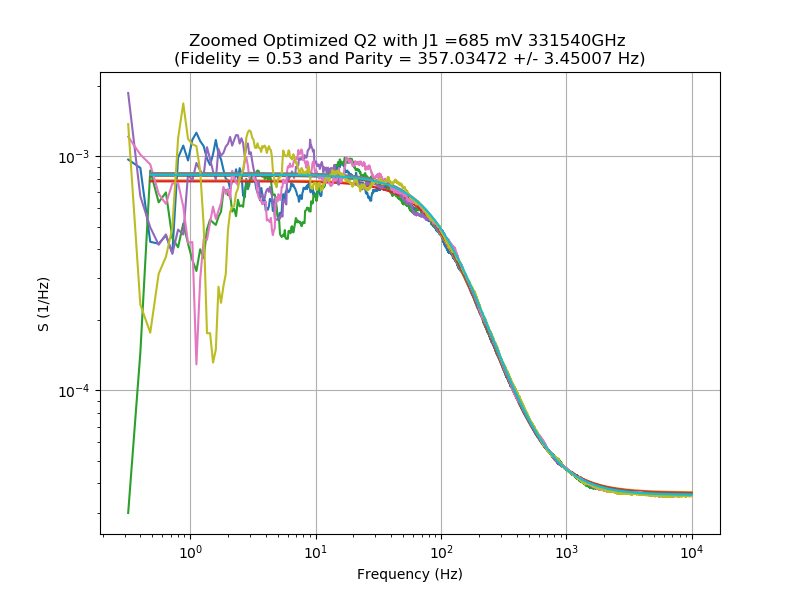 Zoomed Optimized Q2 with J1 =685 mV 331540GHz
(Fidelity = 0.53 and Parity = 357.03472 +/- 3.45007 Hz)
S (1/Hz)
10⁻³
10⁻⁴
10⁰ 10¹ 10² 10³ 10⁴
Frequency (Hz)